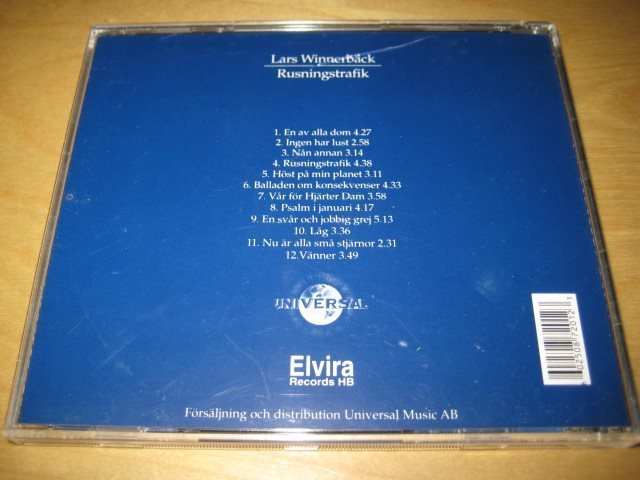 Lars Winnerbäck
Rusningstrafik
1. En av alla dom 4.27
2. Ingen har lust 2.58
3. Nån annan 3.14
4. Rusningstrafik 4.38
5. Höst på min planet 3.11
6. Balladen om konsekvenser 4.33
7. Vår för Hjärter Dam 3.58
8. Psalm i januari 4.17
9. En svår och jobbig grej 5.13
10. Låg 3.36
11. Nu är alla små stjärnor 2.31
12. Vänner 3.49
UNIVERSAL
Elvira
Records HB
6 02508 72012 3
Försäljning och distribution Universal Music AB